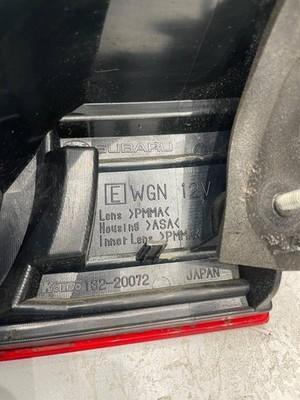 SUBARU
E WGN 12V
Lens >PMMA<
Housing >ASA<
Inner Lens >PMMA<
132-20072 JAPAN